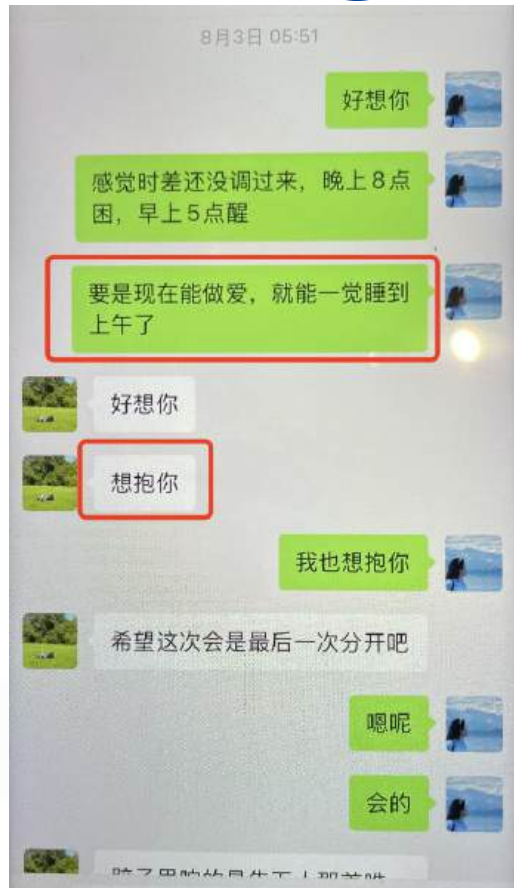 8月3日 05:51
好想你
感觉时差还没调过来，晚上8点
困，早上5点醒
要是现在能做爱，就能一觉睡到
上午了
好想你
想抱你
我也想抱你
希望这次会是最后一次分开吧
嗯呢
会的